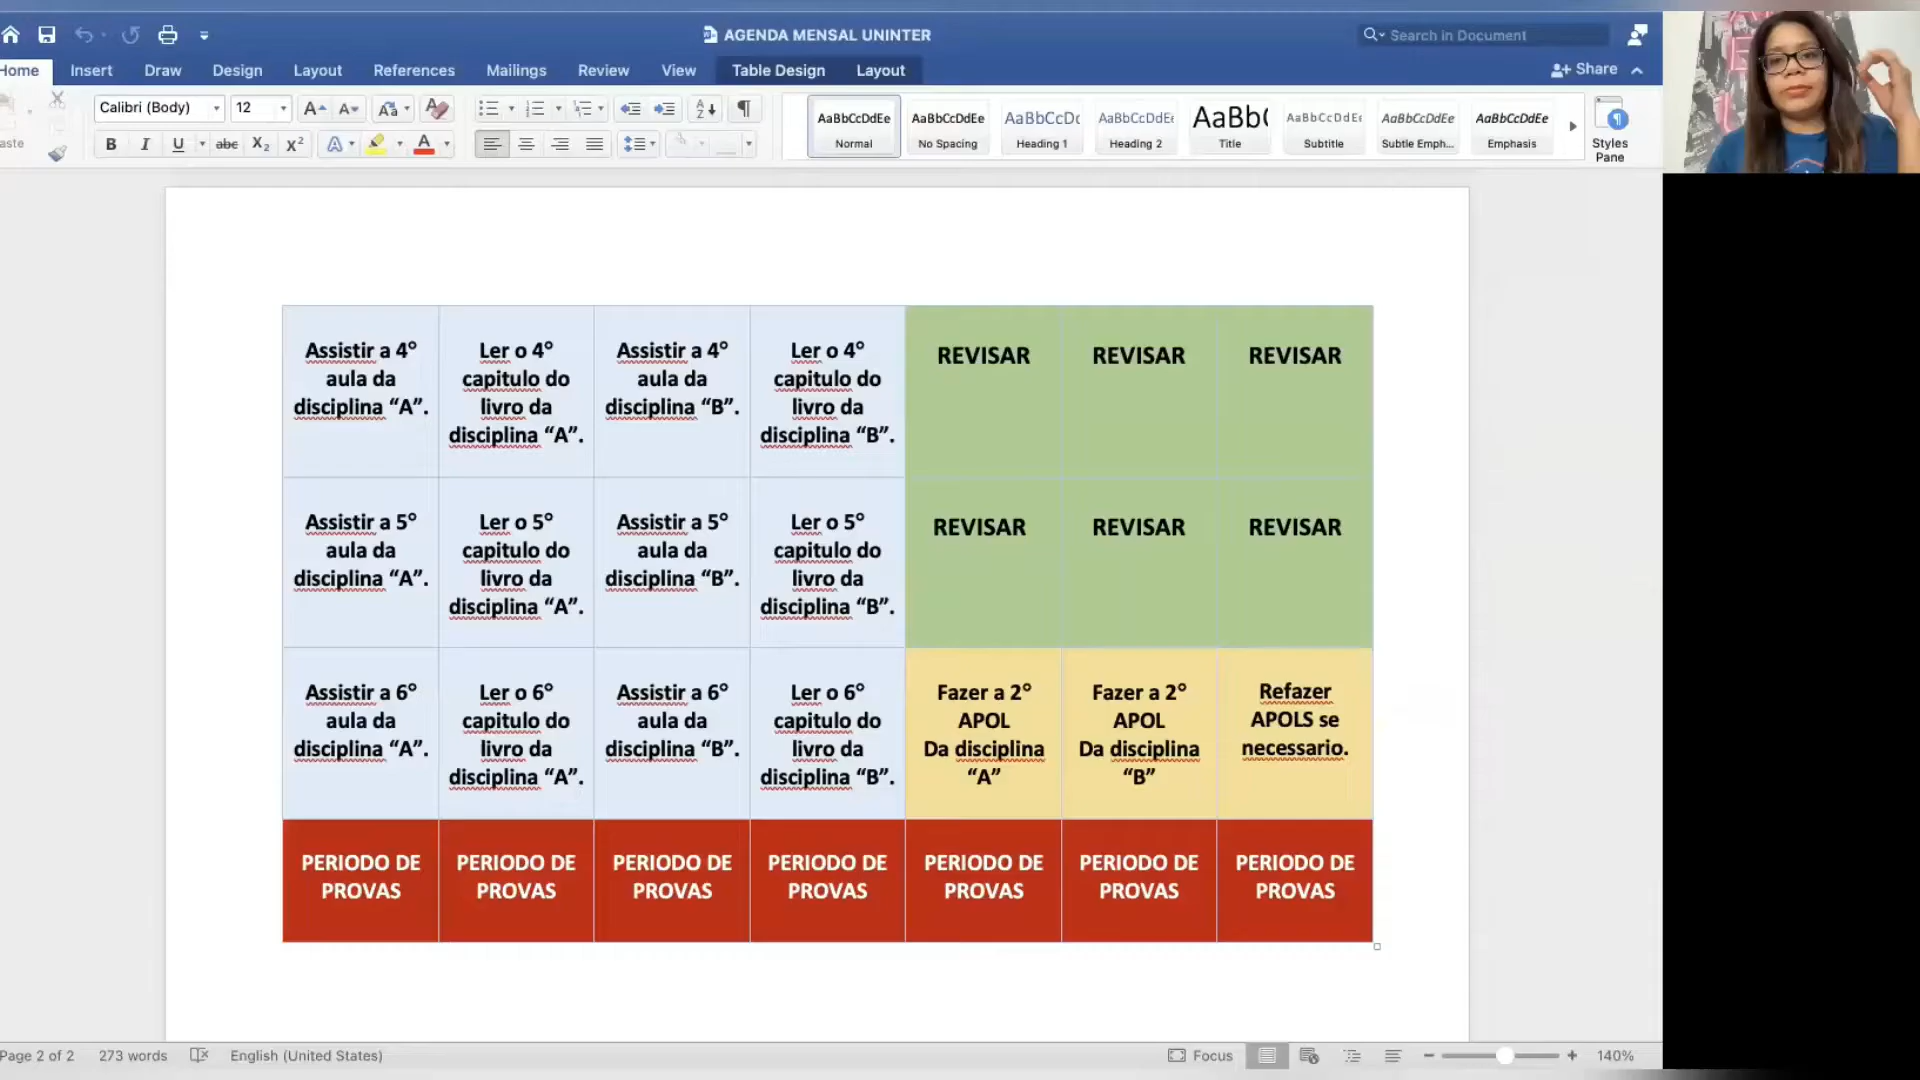 AGENDA MENSAL UNINTER
Search in Document
Home Insert Draw Design Layout References Mailings Review View Table Design Layout
Share
Calibri (Body) 12
AaBbCcDdEe AaBbCcDdEe AaBbCcDc AaBbCcDdEe AaBb( AaBbCcDdEe AaBbCcDdEe AaBbCcDdEe
Normal No Spacing Heading 1 Heading 2 Title Subtitle Subtle Emph... Emphasis
Styles
Pane
Assistir a 4°
aula da
disciplina “A”.
Ler o 4°
capitulo do
livro da
disciplina “A”.
Assistir a 4°
aula da
disciplina “B”.
Ler o 4°
capitulo do
livro da
disciplina “B”.
REVISAR
REVISAR
REVISAR
Assistir a 5°
aula da
disciplina “A”.
Ler o 5°
capitulo do
livro da
disciplina “A”.
Assistir a 5°
aula da
disciplina “B”.
Ler o 5°
capitulo do
livro da
disciplina “B”.
REVISAR
REVISAR
REVISAR
Assistir a 6°
aula da
disciplina “A”.
Ler o 6°
capitulo do
livro da
disciplina “A”.
Assistir a 6°
aula da
disciplina “B”.
Ler o 6°
capitulo do
livro da
disciplina “B”.
Fazer a 2°
APOL
Da disciplina
“A”
Fazer a 2°
APOL
Da disciplina
“B”
Refazer
APOLS se
necessario.
PERIODO DE
PROVAS
PERIODO DE
PROVAS
PERIODO DE
PROVAS
PERIODO DE
PROVAS
PERIODO DE
PROVAS
PERIODO DE
PROVAS
PERIODO DE
PROVAS
Page 2 of 2 273 words English (United States) Focus 140%